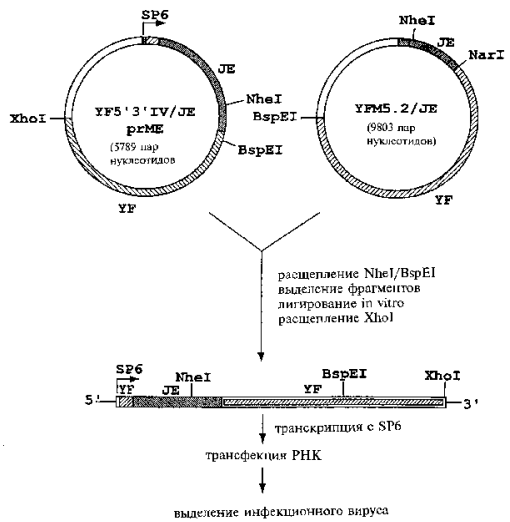 SP6
JE
NheI
BspEI
XhoI
YF5'3'IV/JE
prME
(5789 пар
нуклеотидов
YF
NheI
JE
NarI
BspEI
YFM5.2/JE
(9803 пар
нуклеотидов)
YF
расщепление NheI/BspEI
выделение фрагментов
лигирование in vitro
расщепление XhoI
SP6
YF
JE
NheI
YF
BspEI
XhoI
5'
3'
транскрипция с SP6
трансфекция РНК
выделение инфекционного вируса